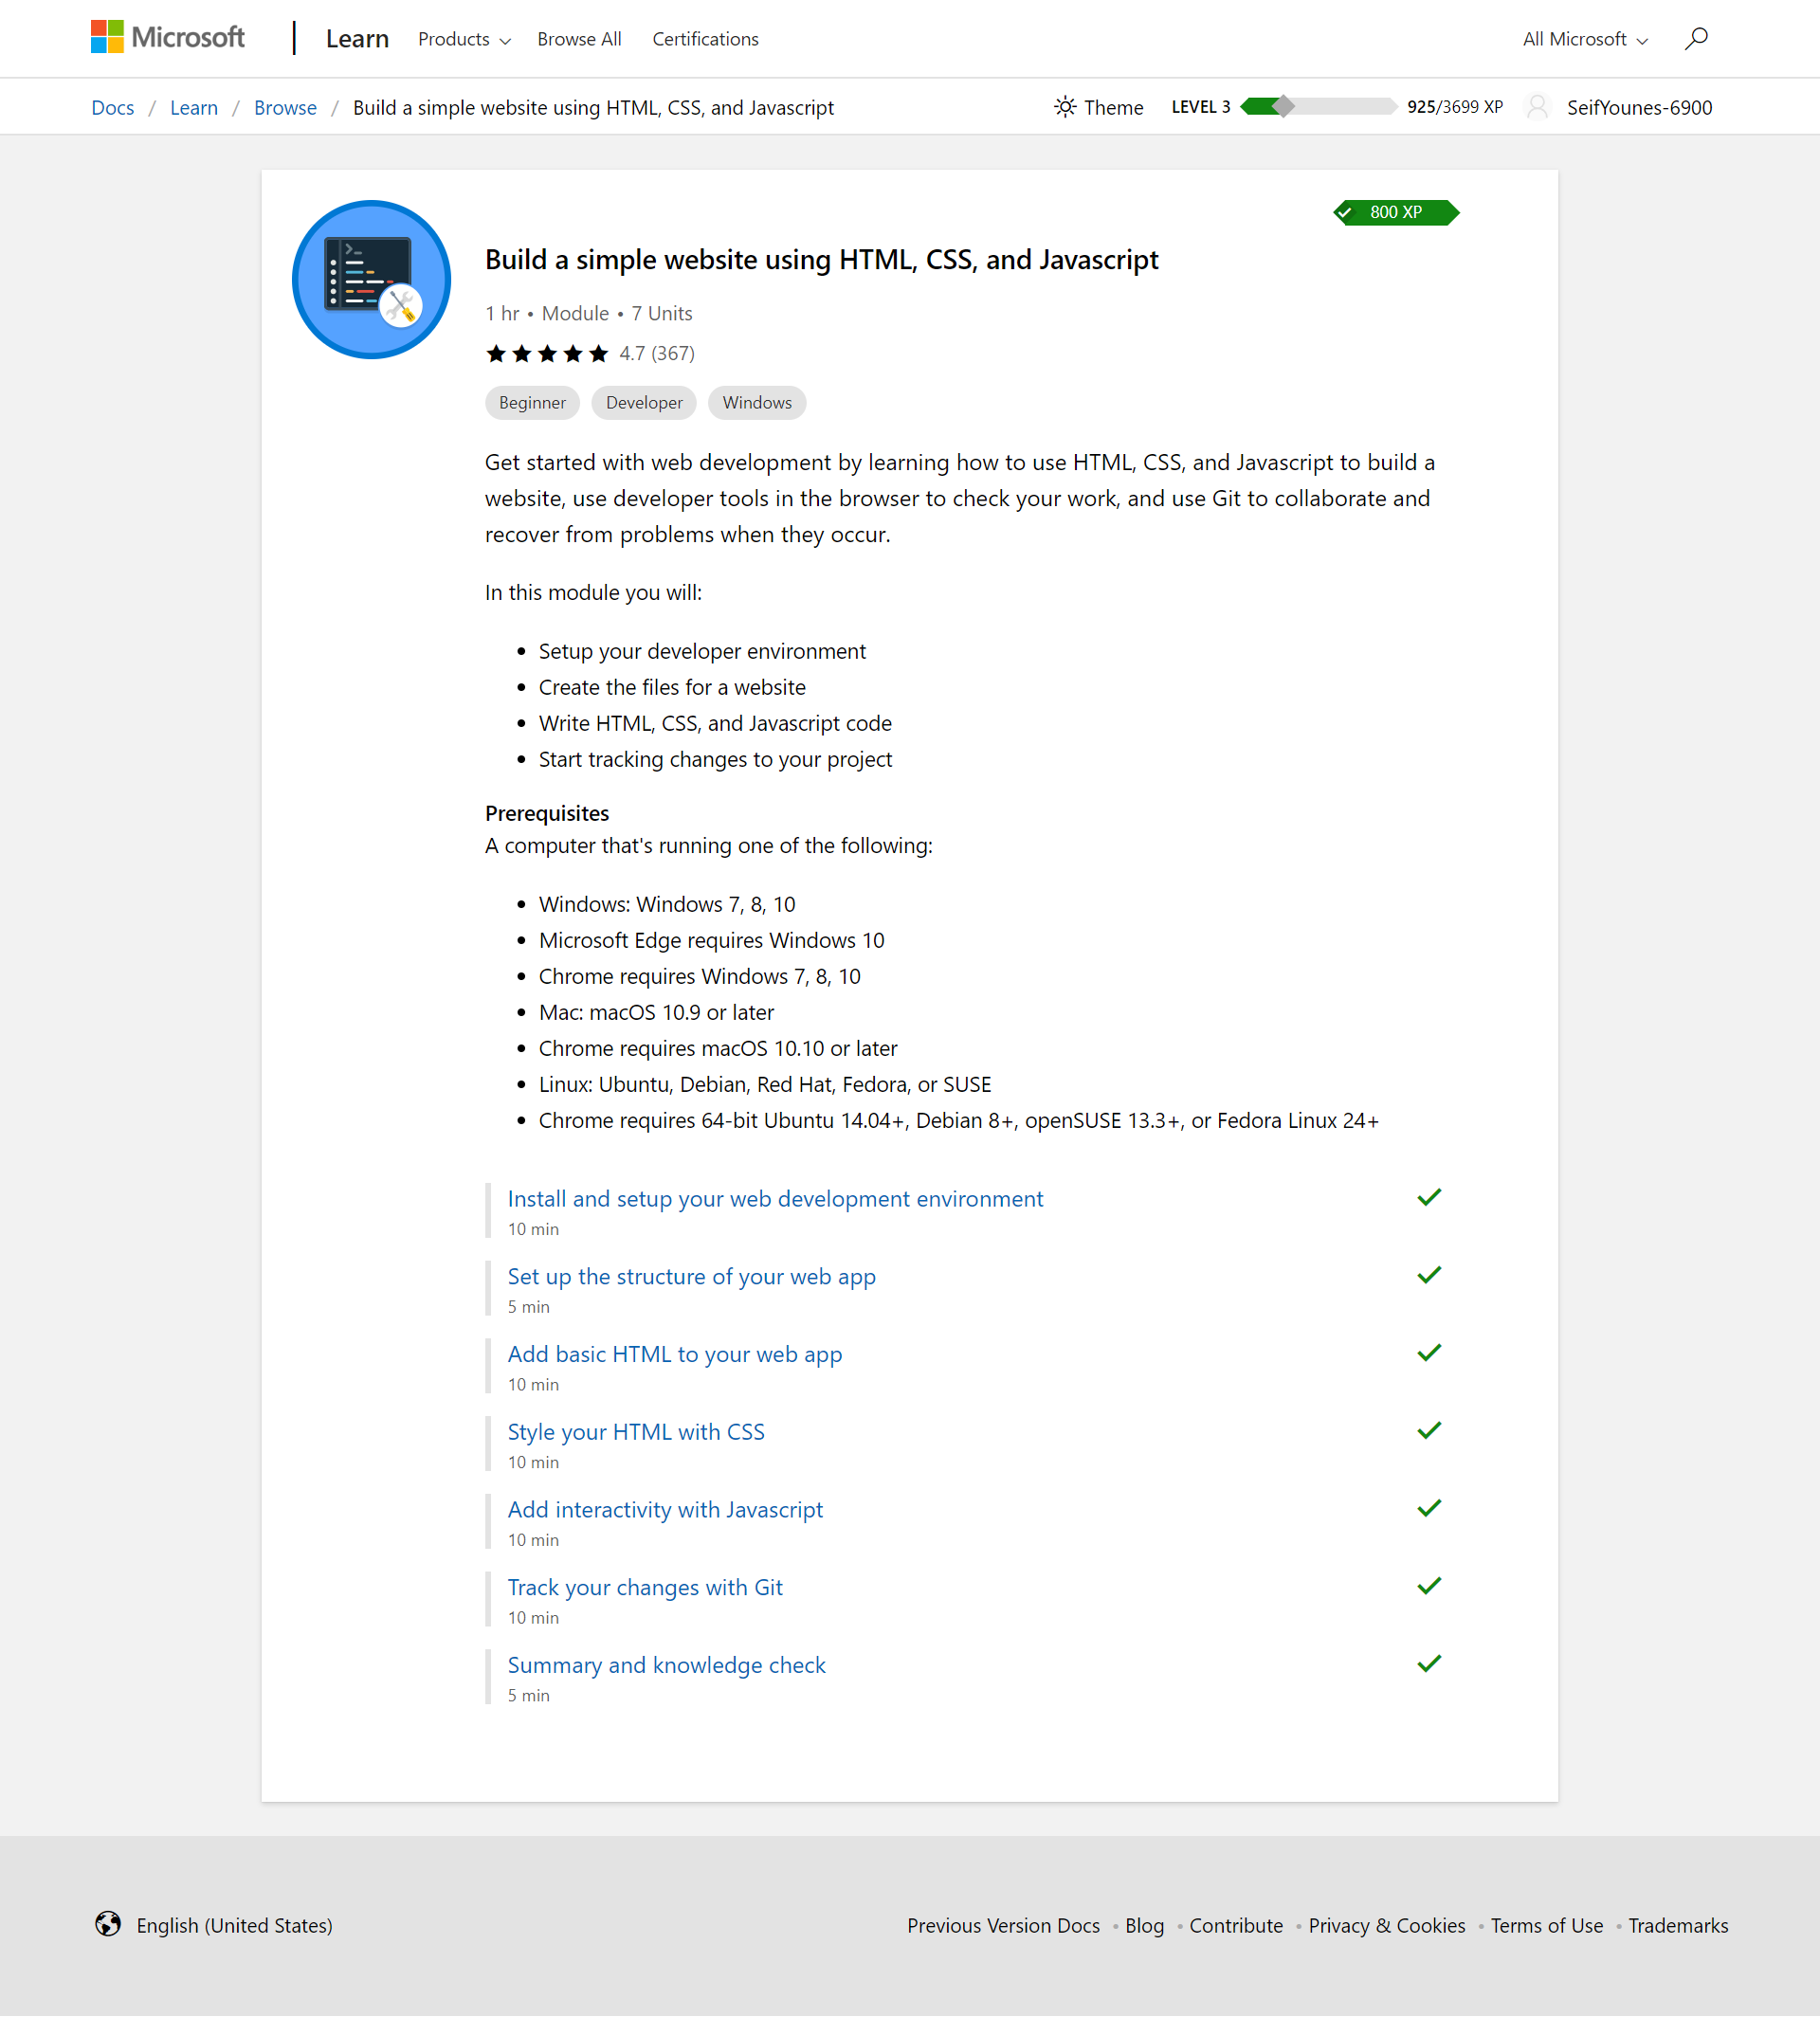 Microsoft
Learn
Products
Browse All
Certifications
All Microsoft
Docs / Learn / Browse / Build a simple website using HTML, CSS, and Javascript
Theme
LEVEL 3
925/3699 XP
SeifYounes-6900
800 XP
Build a simple website using HTML, CSS, and Javascript
1 hr • Module • 7 Units
4.7 (367)
Beginner
Developer
Windows
Get started with web development by learning how to use HTML, CSS, and Javascript to build a
website, use developer tools in the browser to check your work, and use Git to collaborate and
recover from problems when they occur.
In this module you will:
• Setup your developer environment
• Create the files for a website
• Write HTML, CSS, and Javascript code
• Start tracking changes to your project
Prerequisites
A computer that's running one of the following:
• Windows: Windows 7, 8, 10
• Microsoft Edge requires Windows 10
• Chrome requires Windows 7, 8, 10
• Mac: macOS 10.9 or later
• Chrome requires macOS 10.10 or later
• Linux: Ubuntu, Debian, Red Hat, Fedora, or SUSE
• Chrome requires 64-bit Ubuntu 14.04+, Debian 8+, openSUSE 13.3+, or Fedora Linux 24+
Install and setup your web development environment
10 min
Set up the structure of your web app
5 min
Add basic HTML to your web app
10 min
Style your HTML with CSS
10 min
Add interactivity with Javascript
10 min
Track your changes with Git
10 min
Summary and knowledge check
5 min
English (United States)
Previous Version Docs • Blog • Contribute • Privacy & Cookies • Terms of Use • Trademarks